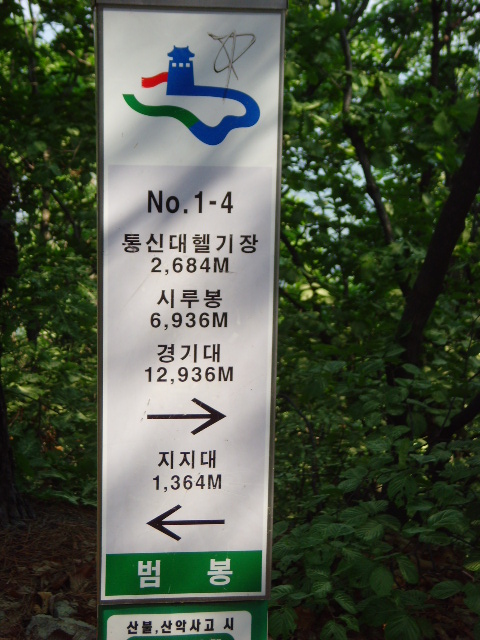 No.1-4
통신대헬기장
2,684M
시루봉
6,936M
경기대
12,936M
지지대
1,364M
범 봉
산불,산악사고 시